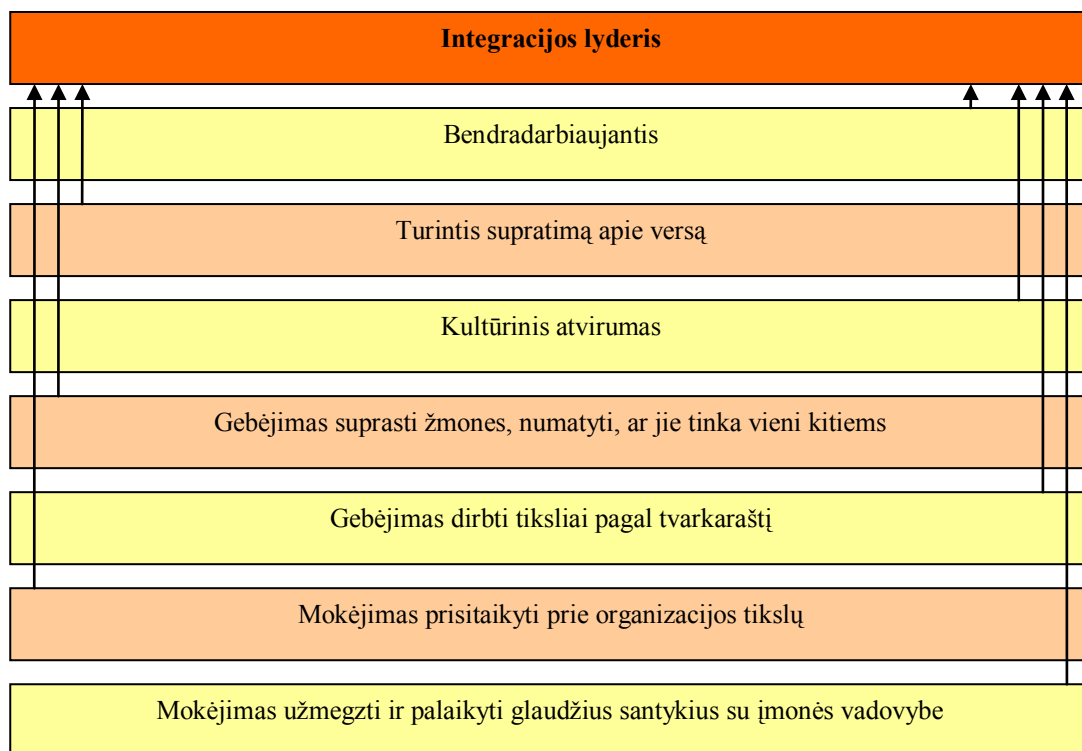 Integracijos lyderis
Bendradarbiaujantis
Turintis supratimą apie versą
Kultūrinis atvirumas
Gebėjimas suprasti žmones, numatyti, ar jie tinka vieni kitiems
Gebėjimas dirbti tiksliai pagal tvarkaraštį
Mokėjimas prisitaikyti prie organizacijos tikslų
Mokėjimas užmegzti ir palaikyti glaudžius santykius su įmonės vadovybe